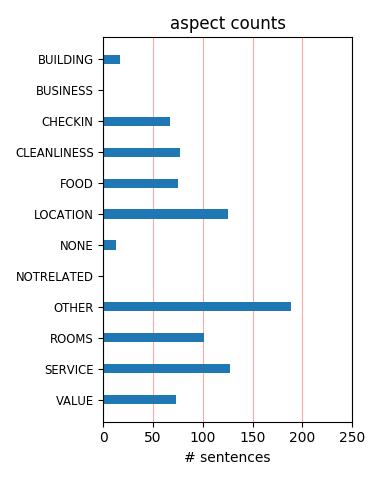 aspect counts
BUILDING
BUSINESS
CHECKIN
CLEANLINESS
FOOD
LOCATION
NONE
NOTRELATED
OTHER
ROOMS
SERVICE
VALUE
0 50 100 150 200 250
# sentences